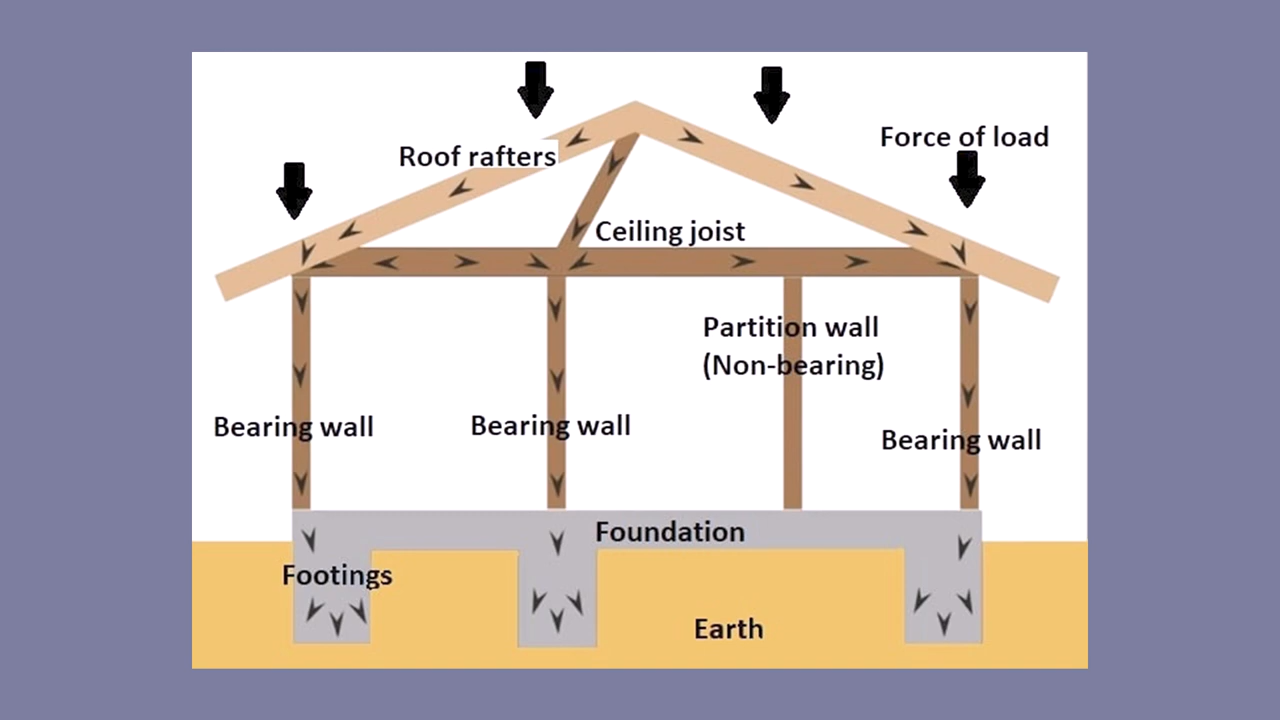 Force of load
Roof rafters
Ceiling joist
Partition wall
(Non-bearing)
Bearing wall
Bearing wall
Bearing wall
Foundation
Footings
Earth